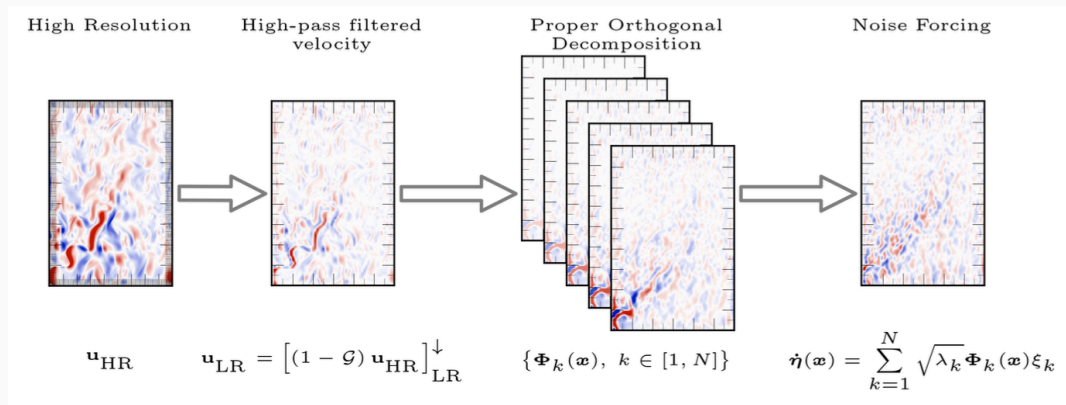 High Resolution
High-pass filtered
velocity
Proper Orthogonal
Decomposition
Noise Forcing
u_HR
u_LR = [(1 − 𝒢) u_HR]↓_LR
{Φ_k(x), k ∈ [1, N]}
η̇(x) = ∑_{k=1}^{N} √λ_k Φ_k(x)ξ_k